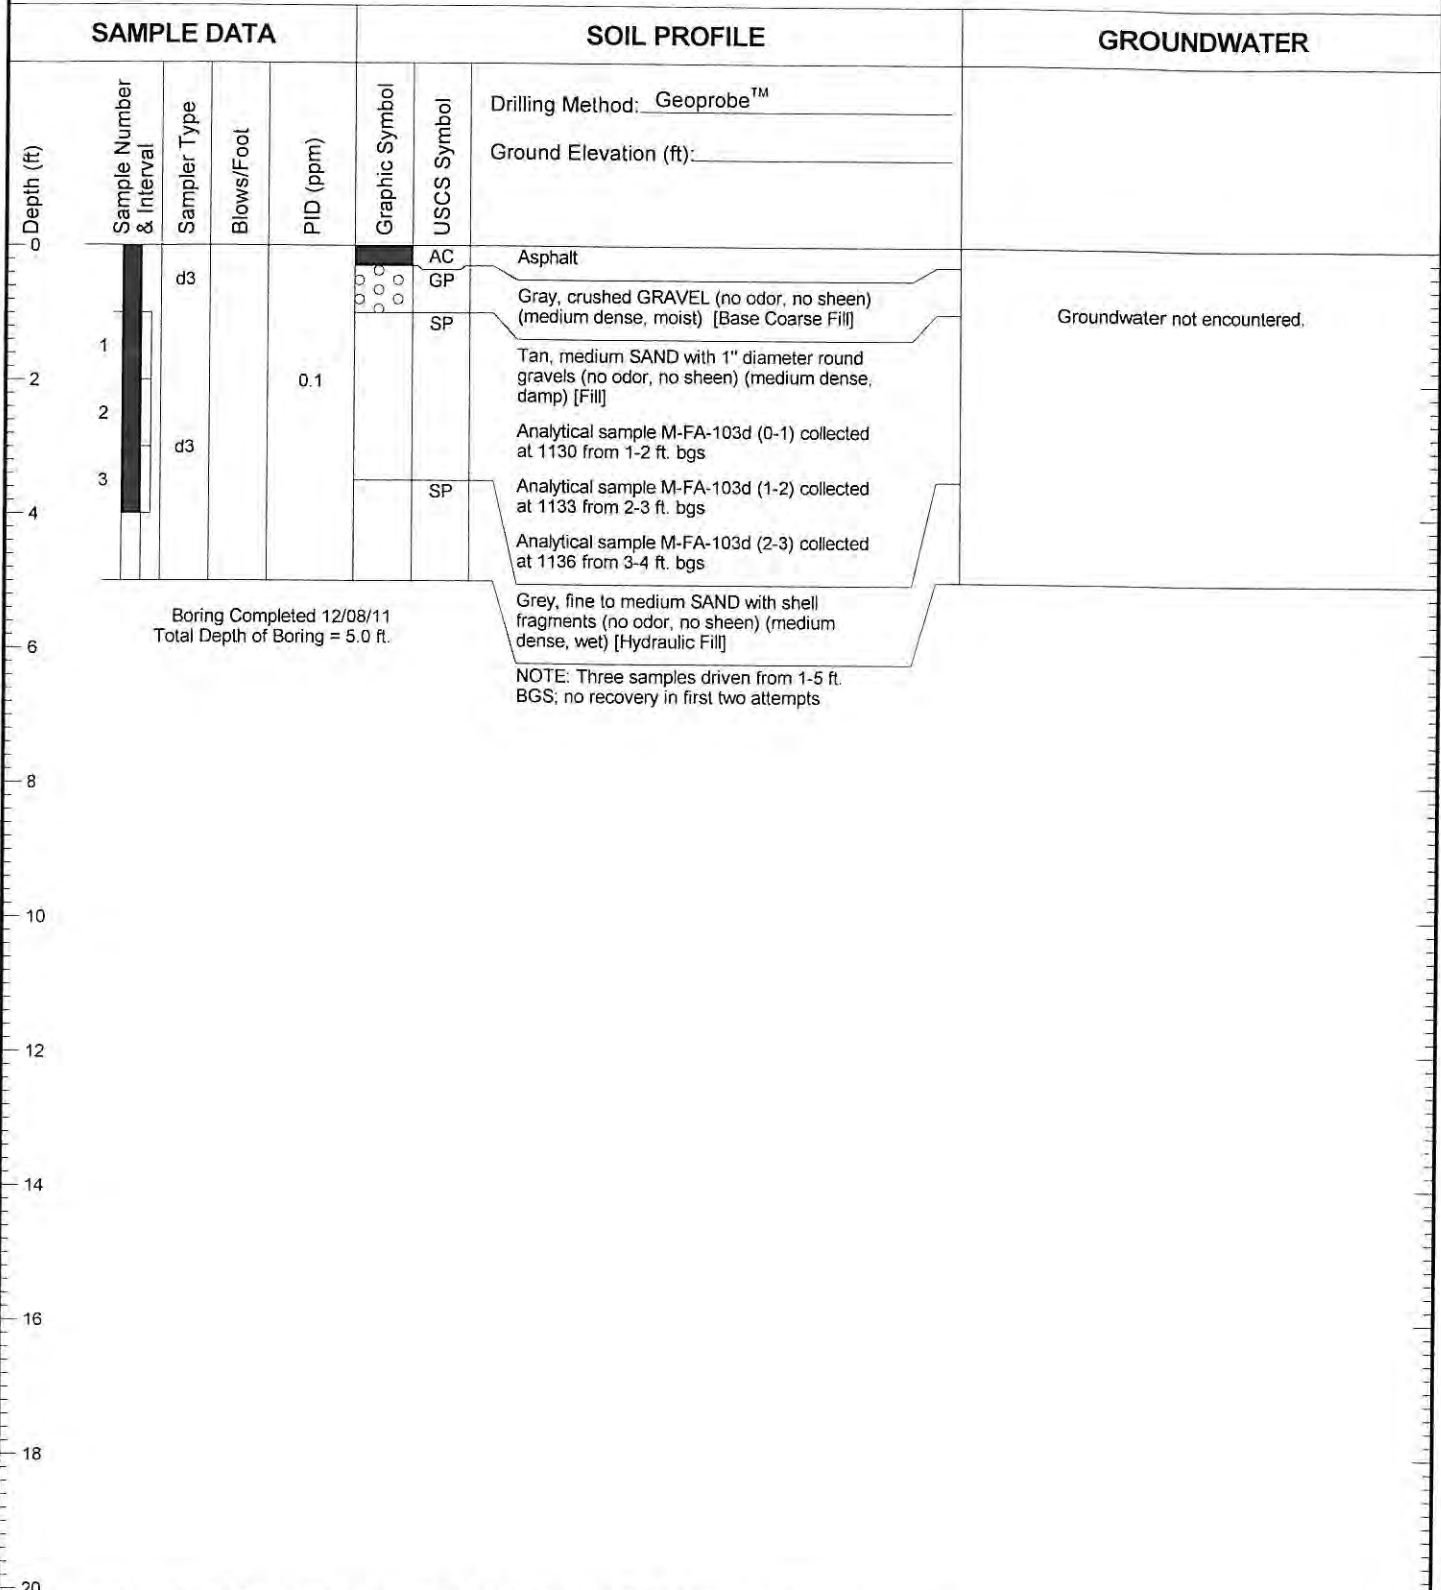 SAMPLE DATA
SOIL PROFILE
GROUNDWATER
Depth (ft)
Sample Number
& Interval
Sampler Type
Blows/Foot
PID (ppm)
Graphic Symbol
USCS Symbol
Drilling Method: Geoprobe™
Ground Elevation (ft):
0
AC
Asphalt
d3
GP
Gray, crushed GRAVEL (no odor, no sheen)
(medium dense, moist) [Base Coarse Fill]
SP
Groundwater not encountered.
1
Tan, medium SAND with 1" diameter round
gravels (no odor, no sheen) (medium dense,
damp) [Fill]
2
0.1
2
Analytical sample M-FA-103d (0-1) collected
at 1130 from 1-2 ft. bgs
d3
3
SP
Analytical sample M-FA-103d (1-2) collected
at 1133 from 2-3 ft. bgs
4
Analytical sample M-FA-103d (2-3) collected
at 1136 from 3-4 ft. bgs
Boring Completed 12/08/11
Total Depth of Boring = 5.0 ft.
Grey, fine to medium SAND with shell
fragments (no odor, no sheen) (medium
dense, wet) [Hydraulic Fill]
6
NOTE: Three samples driven from 1-5 ft.
BGS; no recovery in first two attempts
8
10
12
14
16
18
20